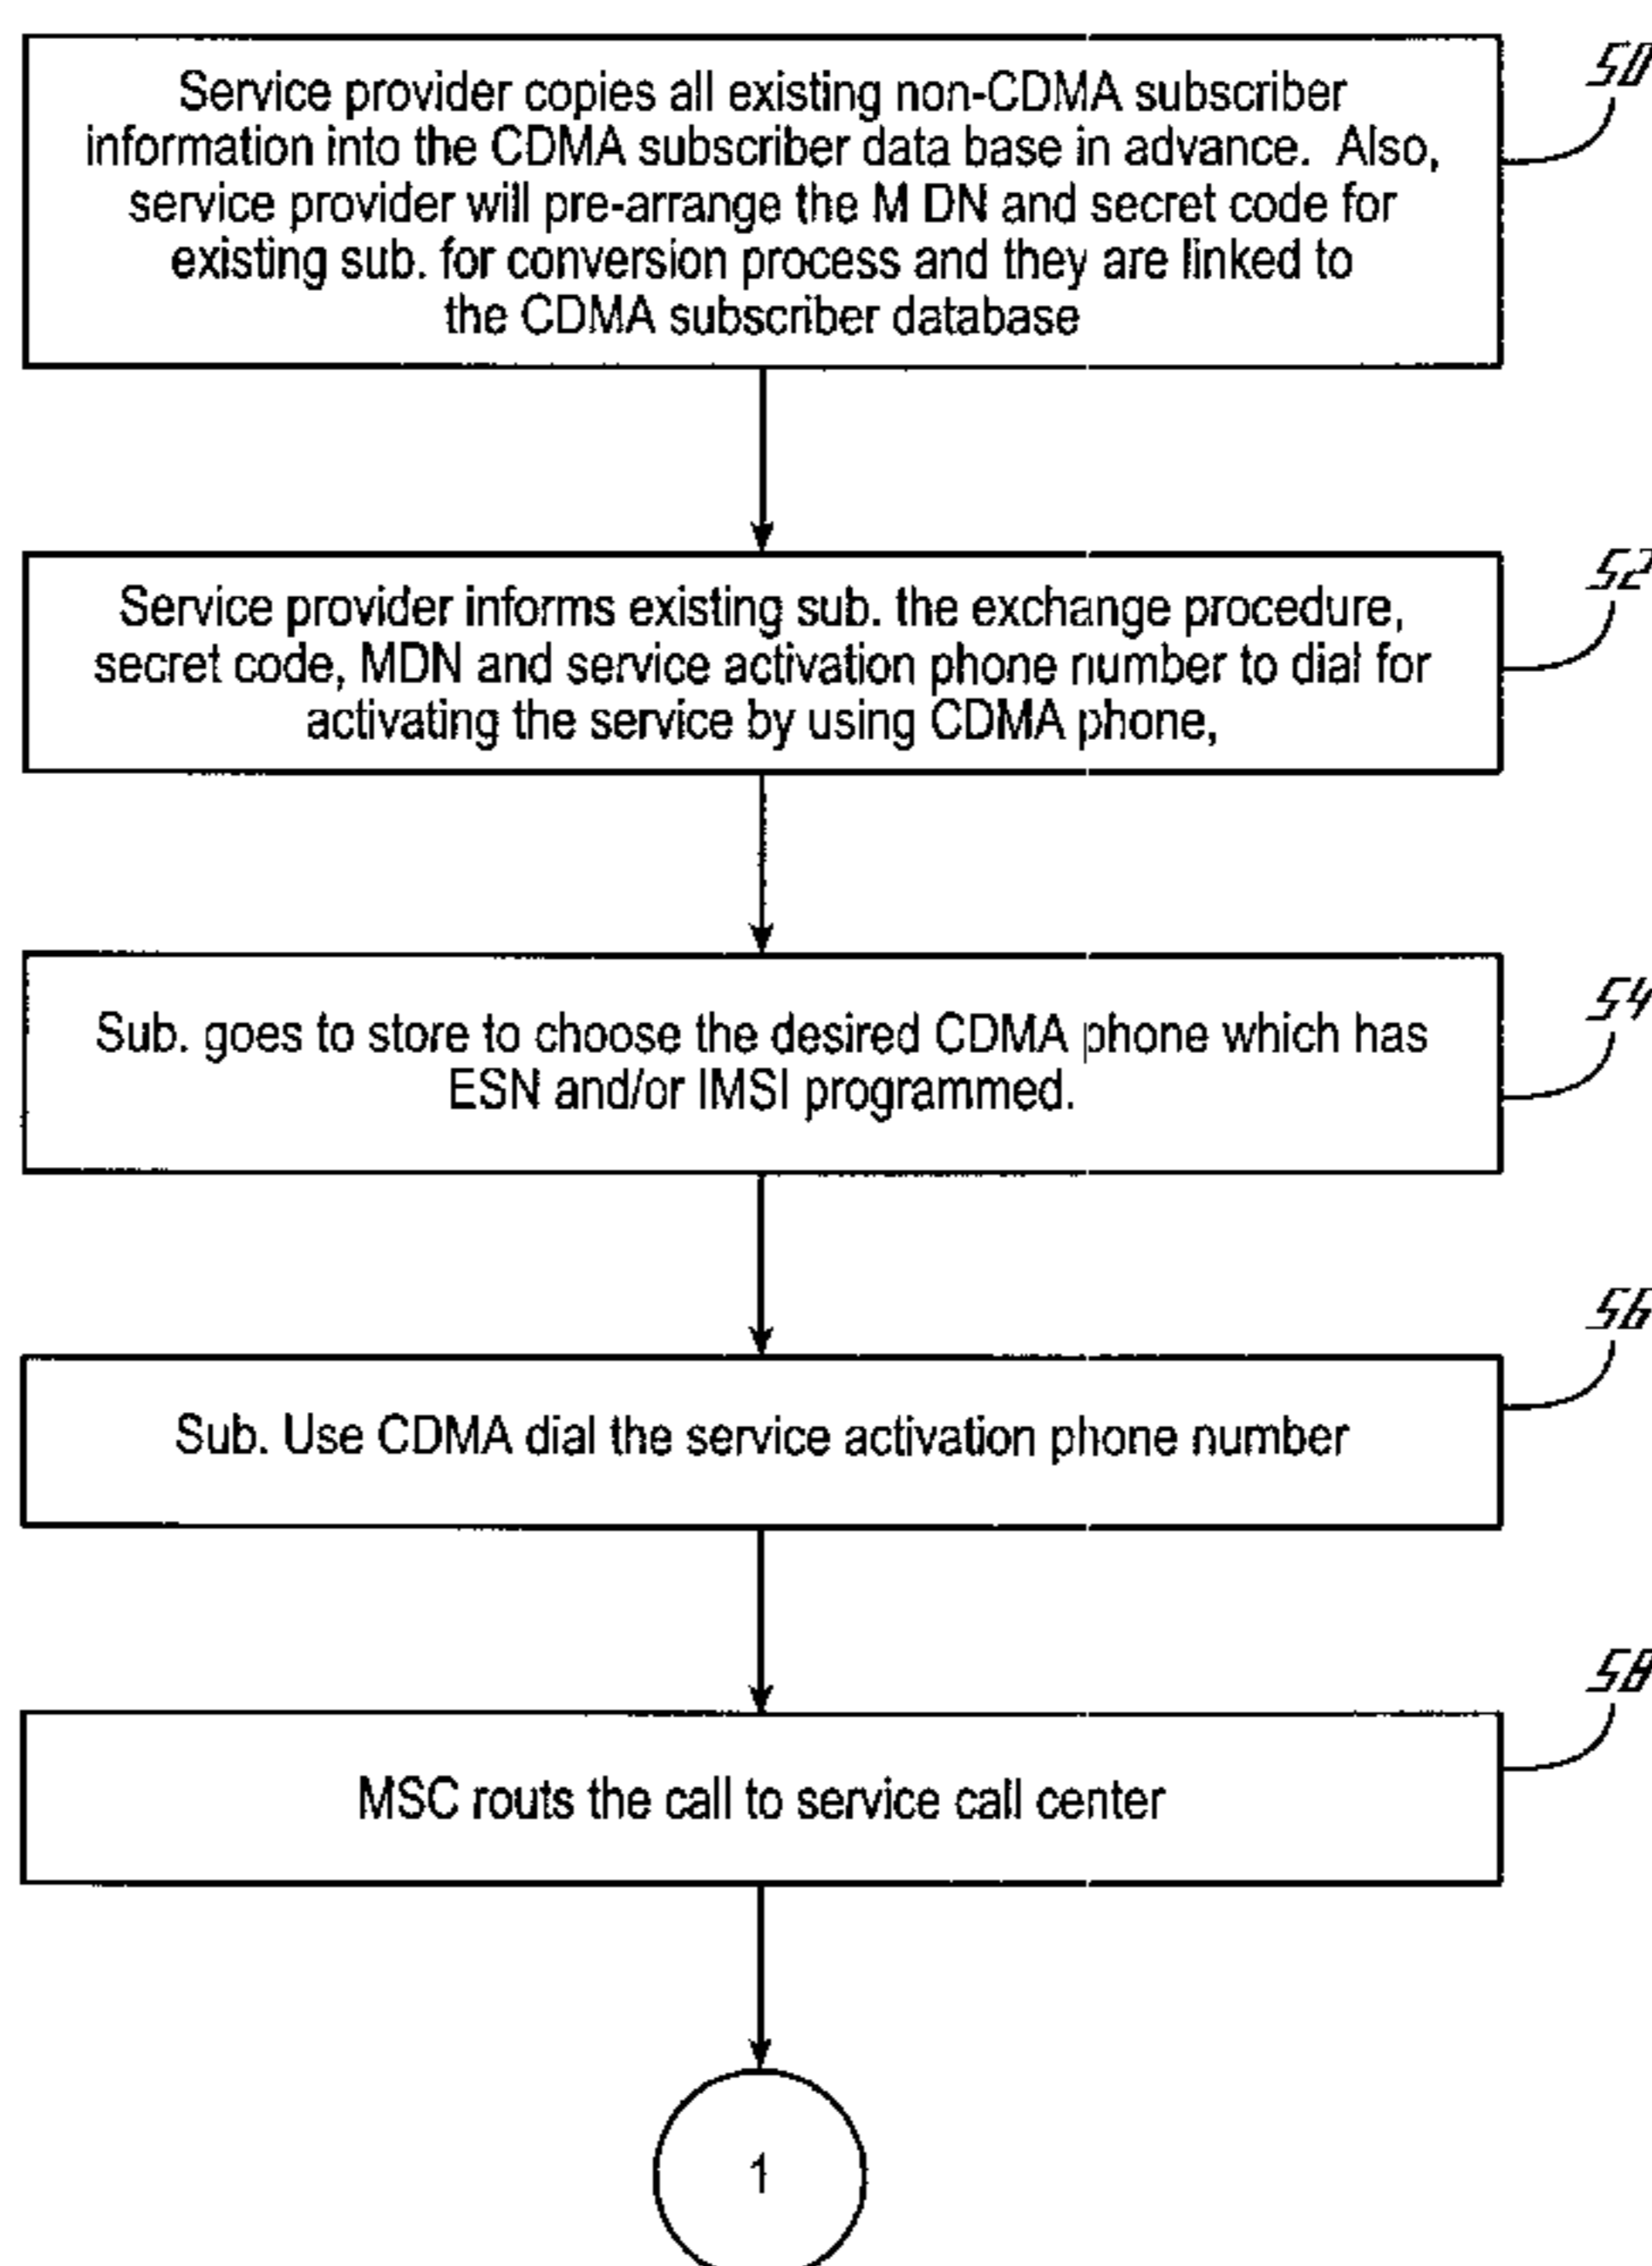 50
Service provider copies all existing non-CDMA subscriber
information into the CDMA subscriber data base in advance. Also,
service provider will pre-arrange the M DN and secret code for
existing sub. for conversion process and they are linked to
the CDMA subscriber database
52
Service provider informs existing sub. the exchange procedure,
secret code, MDN and service activation phone number to dial for
activating the service by using CDMA phone,
54
Sub. goes to store to choose the desired CDMA phone which has
ESN and/or IMSI programmed.
56
Sub. Use CDMA dial the service activation phone number
58
MSC routs the call to service call center
1